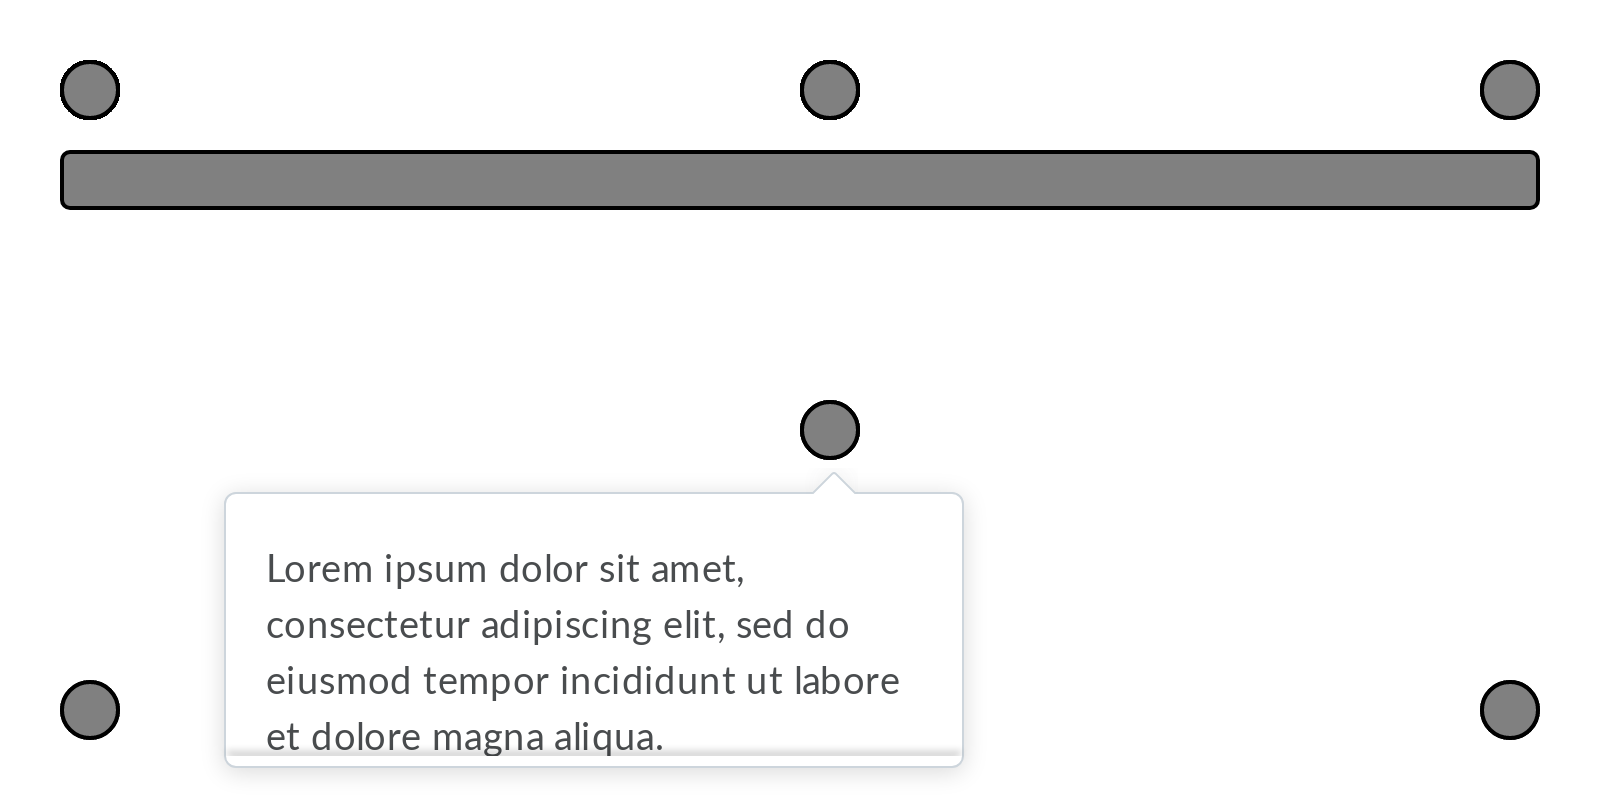 Lorem ipsum dolor sit amet,
consectetur adipiscing elit, sed do
eiusmod tempor incididunt ut labore
et dolore magna aliqua.